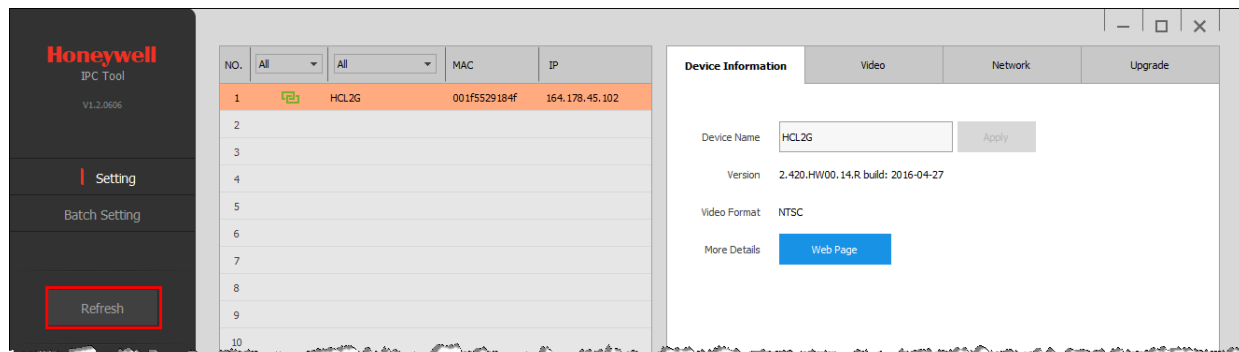 Honeywell
IPC Tool
V1.2.0606
Setting
Batch Setting
Refresh
NO. All All MAC IP
1 HCL2G 001f5529184f 164.178.45.102
2
3
4
5
6
7
8
9
10
Device Information Video Network Upgrade
Device Name HCL2G Apply
Version 2.420.HW00.14.R build: 2016-04-27
Video Format NTSC
More Details Web Page